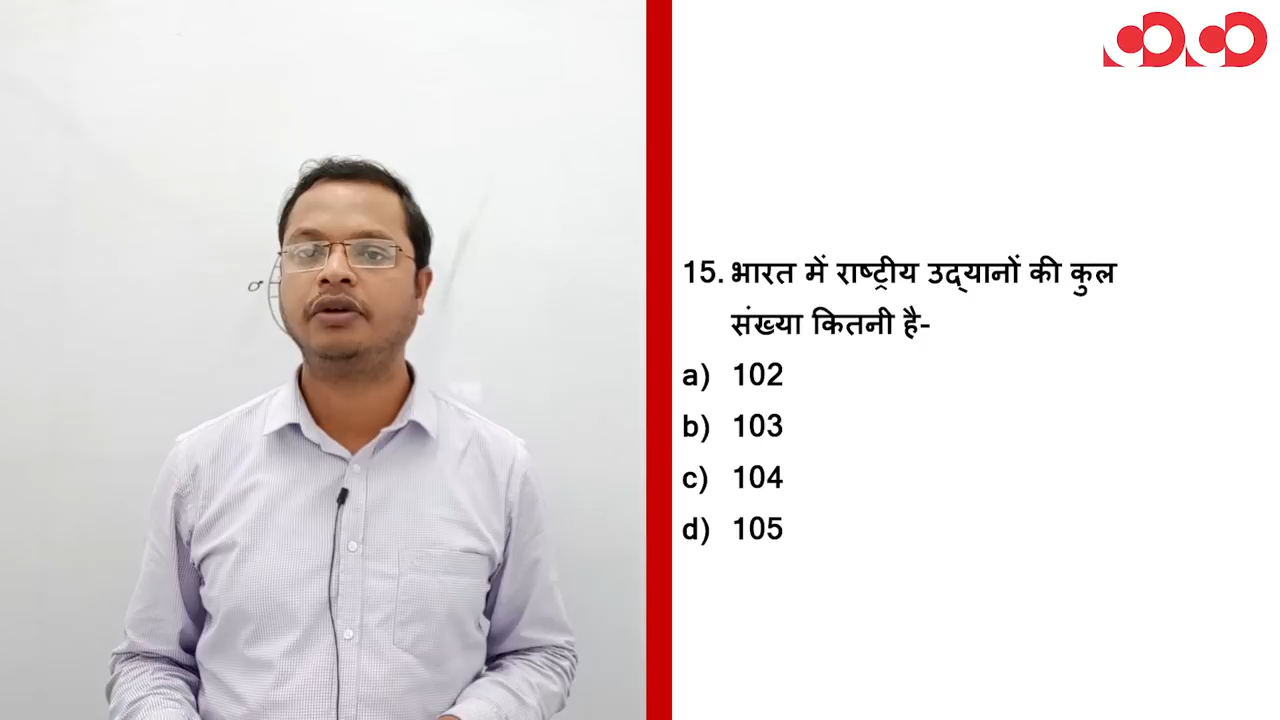 15. भारत में राष्ट्रीय उद्यानों की कुल
संख्या कितनी है-
a) 102
b) 103
c) 104
d) 105